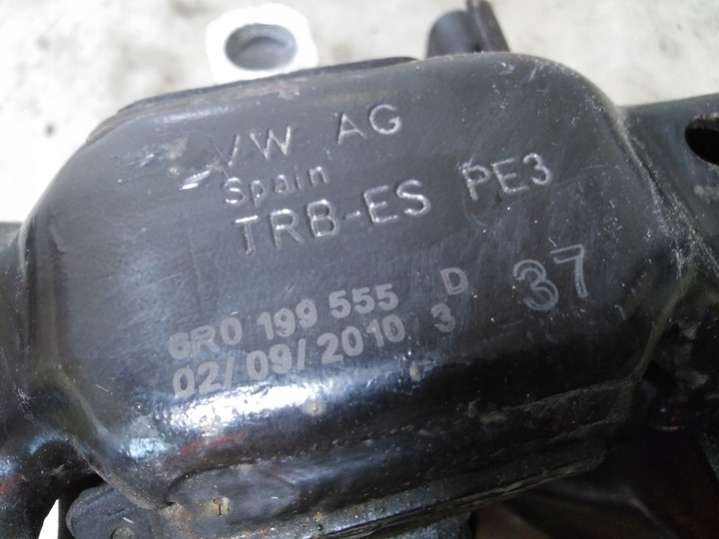 VW AG
Spain
TRB-ES PE3
6R0 199 555 D
02/09/2010 3
37